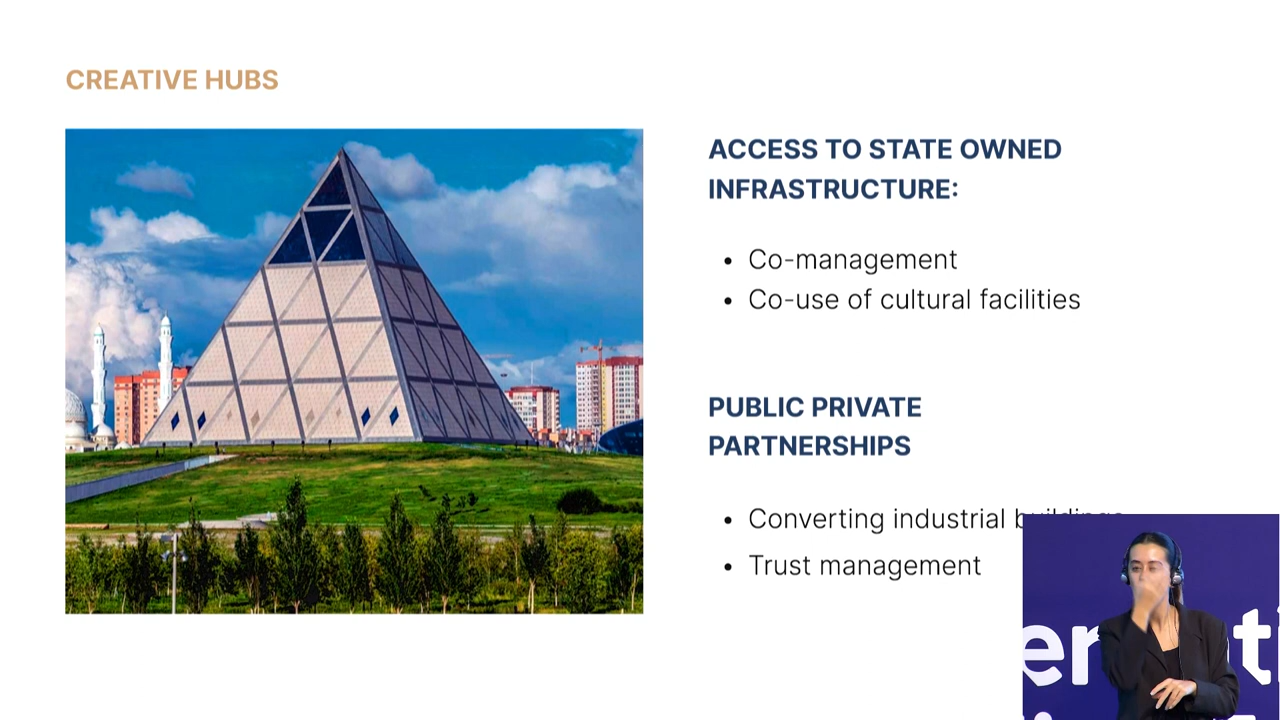 CREATIVE HUBS
ACCESS TO STATE OWNED
INFRASTRUCTURE:
• Co-management
• Co-use of cultural facilities
PUBLIC PRIVATE
PARTNERSHIPS
• Converting industrial buildings
• Trust management